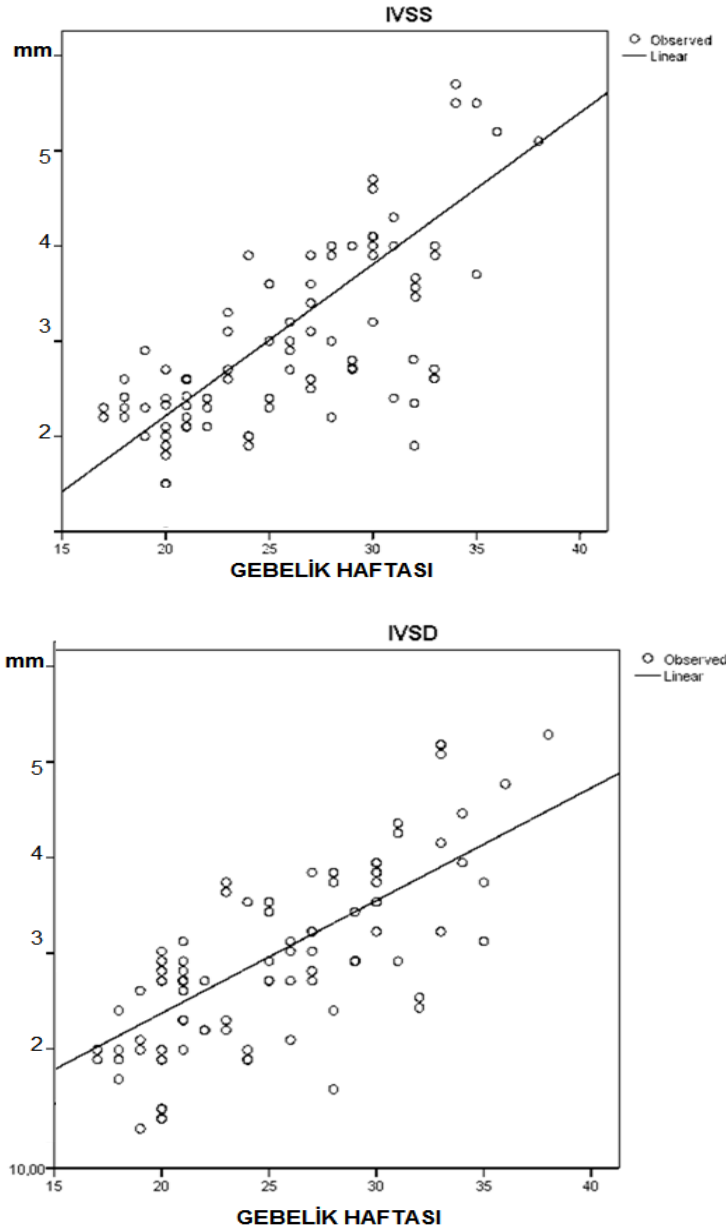 IVSS
mm
Observed
Linear
5
4
3
2
15 20 25 30 35 40
GEBELİK HAFTASI
IVSD
mm
Observed
Linear
5
4
3
2
10,00
15 20 25 30 35 40
GEBELİK HAFTASI